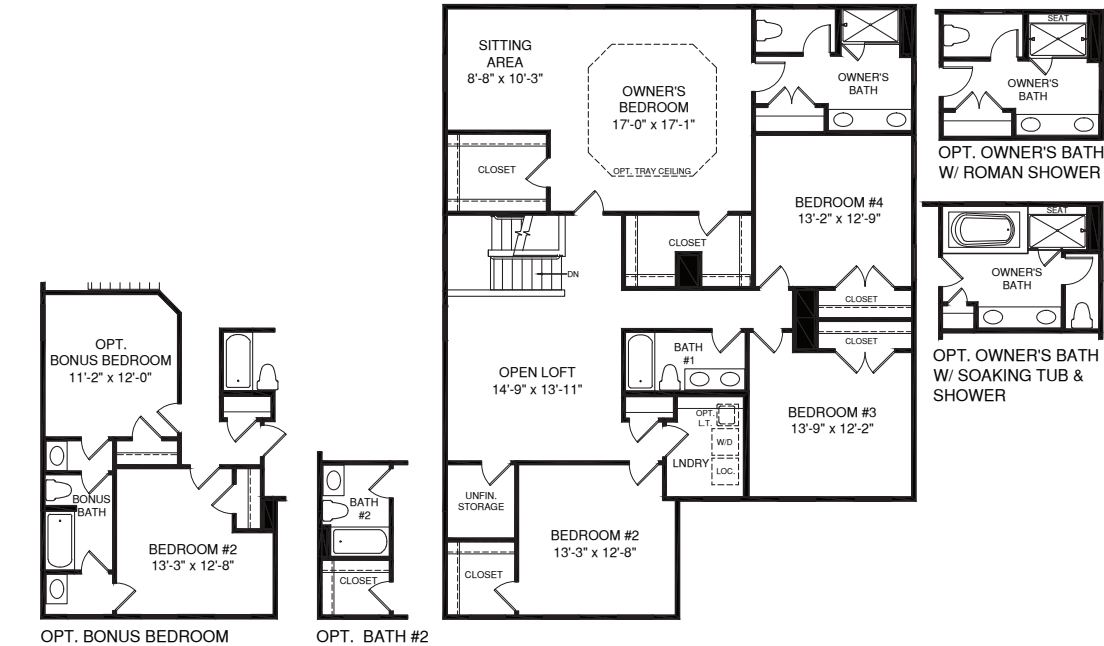 SITTING
AREA
8'-8" x 10'-3"
OWNER'S
BEDROOM
17'-0" x 17'-1"
OPT. TRAY CEILING
OWNER'S
BATH
CLOSET
BEDROOM #4
13'-2" x 12'-9"
CLOSET
DN
CLOSET
CLOSET
BATH
#1
OPEN LOFT
14'-9" x 13'-11"
BEDROOM #3
13'-9" x 12'-2"
OPT.
L.T.
W/D
LNDRY
LOC.
UNFIN.
STORAGE
BEDROOM #2
13'-3" x 12'-8"
CLOSET
SEAT
OWNER'S
BATH
OPT. OWNER'S BATH
W/ ROMAN SHOWER
SEAT
OWNER'S
BATH
OPT. OWNER'S BATH
W/ SOAKING TUB &
SHOWER
OPT.
BONUS BEDROOM
11'-2" x 12'-0"
BONUS
BATH
BEDROOM #2
13'-3" x 12'-8"
OPT. BONUS BEDROOM
BATH
#2
CLOSET
OPT. BATH #2